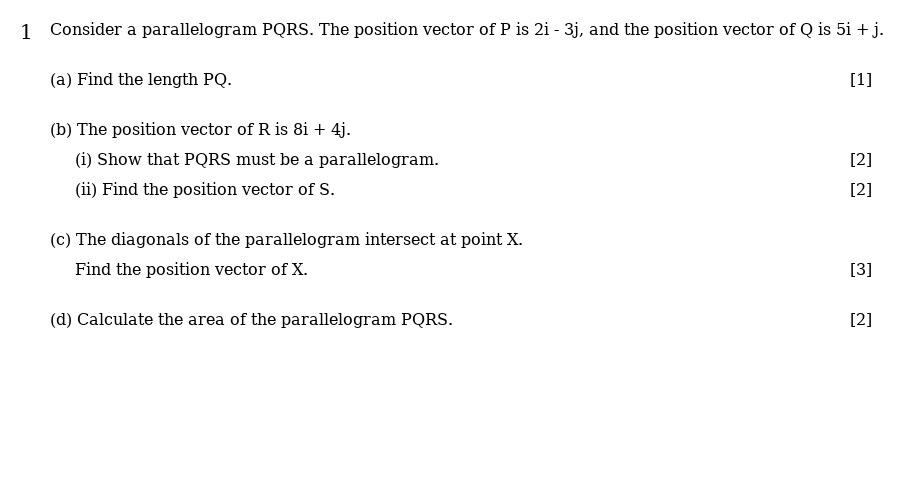 1 Consider a parallelogram PQRS. The position vector of P is 2i - 3j, and the position vector of Q is 5i + j.
(a) Find the length PQ. [1]
(b) The position vector of R is 8i + 4j.
(i) Show that PQRS must be a parallelogram. [2]
(ii) Find the position vector of S. [2]
(c) The diagonals of the parallelogram intersect at point X.
Find the position vector of X. [3]
(d) Calculate the area of the parallelogram PQRS. [2]